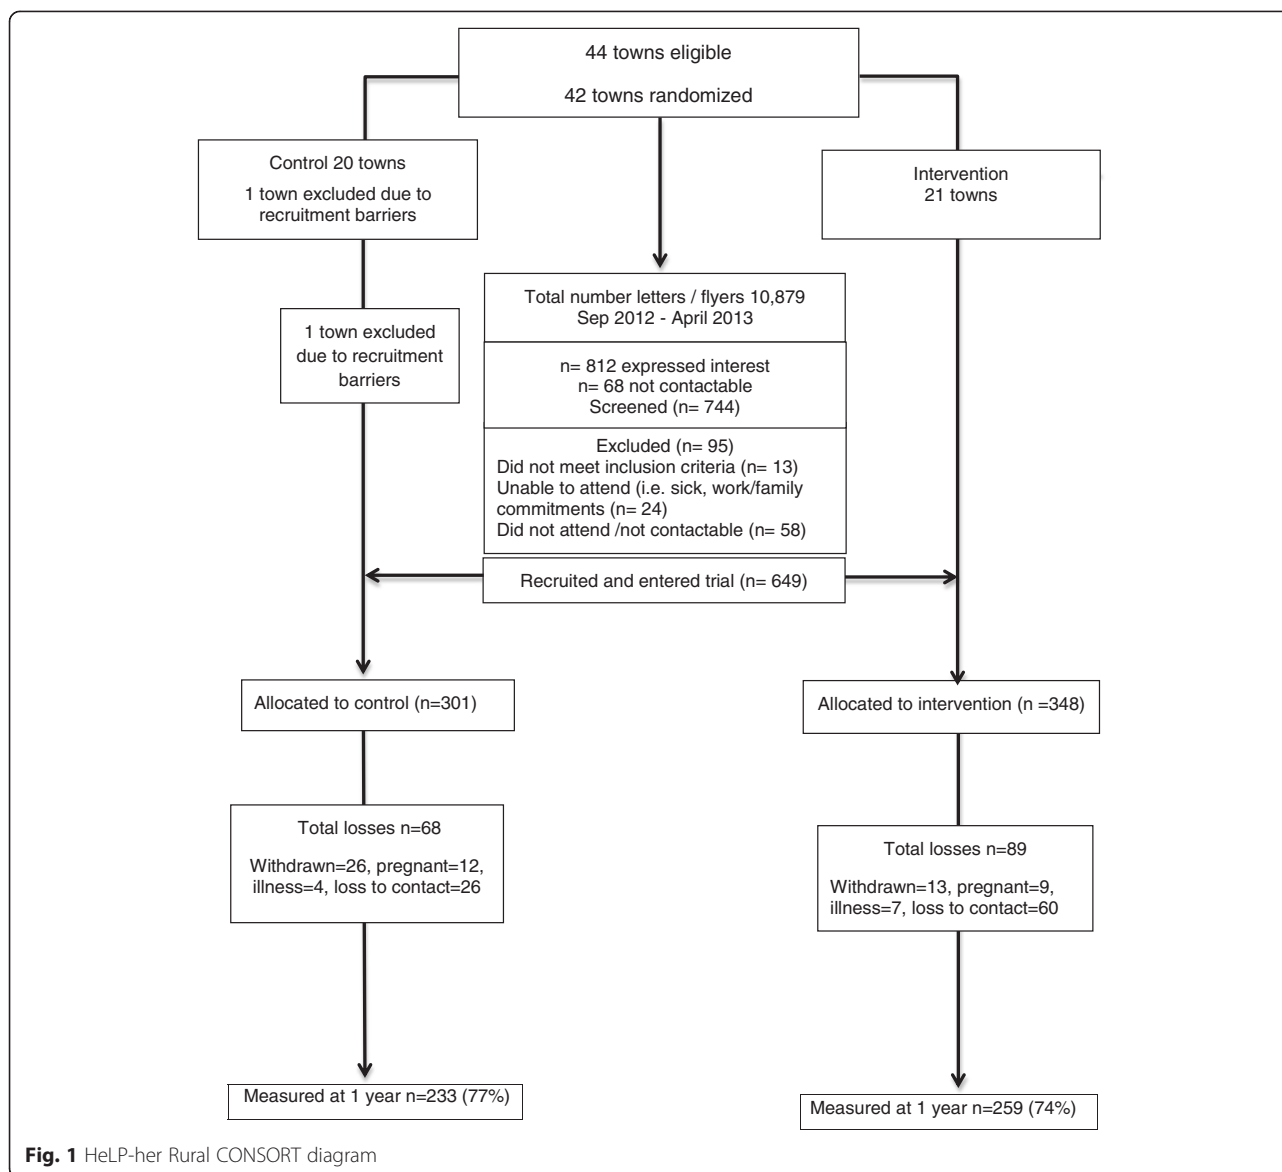 44 towns eligible
42 towns randomized
Control 20 towns
1 town excluded due to
recruitment barriers
Intervention
21 towns
1 town excluded
due to recruitment
barriers
Total number letters / flyers 10,879
Sep 2012 - April 2013
n= 812 expressed interest
n= 68 not contactable
Screened (n= 744)
Excluded (n= 95)
Did not meet inclusion criteria (n= 13)
Unable to attend (i.e. sick, work/family
commitments (n= 24)
Did not attend /not contactable (n= 58)
Recruited and entered trial (n= 649)
Allocated to control (n=301)
Allocated to intervention (n =348)
Total losses n=68
Withdrawn=26, pregnant=12,
illness=4, loss to contact=26
Total losses n=89
Withdrawn=13, pregnant=9,
illness=7, loss to contact=60
Measured at 1 year n=233 (77%)
Measured at 1 year n=259 (74%)
Fig. 1 HeLP-her Rural CONSORT diagram